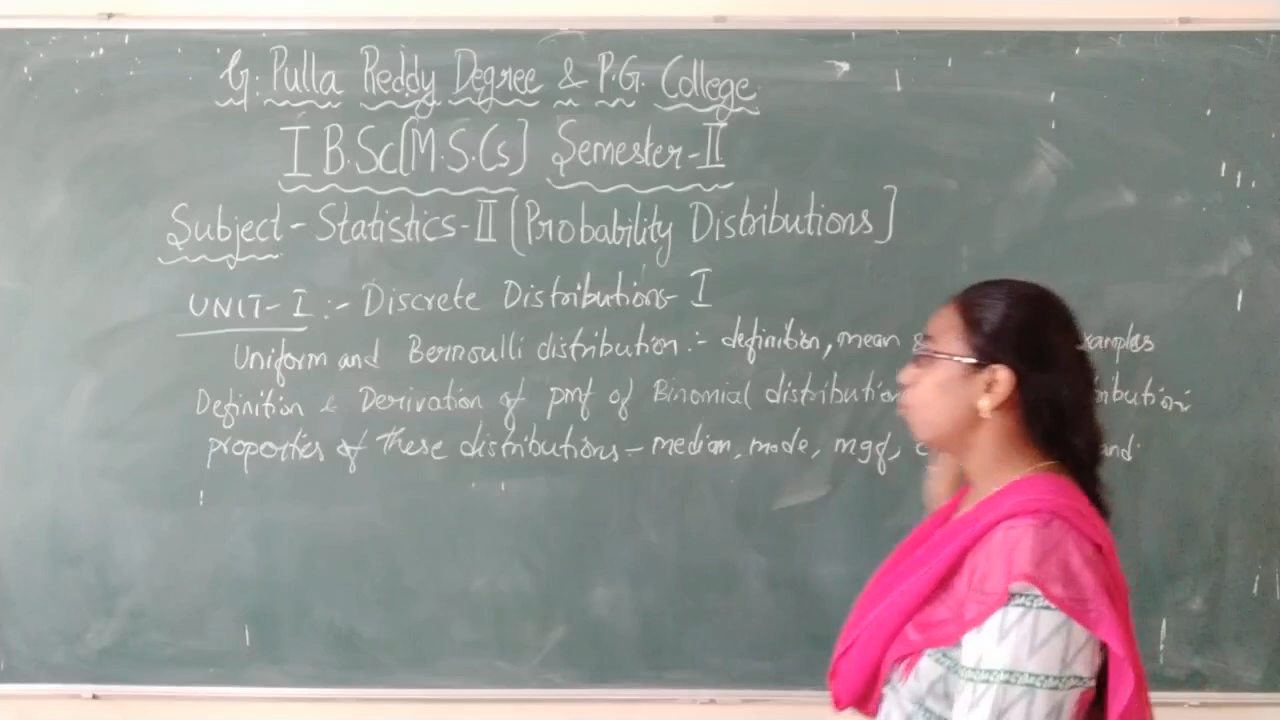 G. Pulla Reddy Degree & P.G. College
I B.Sc[M.S.Cs] Semester-II
Subject - Statistics-II [Probability Distributions]
UNIT-I :- Discrete Distributions-I
Uniform and Bernoulli distribution :- definition, mean
Definition & Derivation of pmf of Binomial distribution
properties of these distributions - median, mode, mgf, and